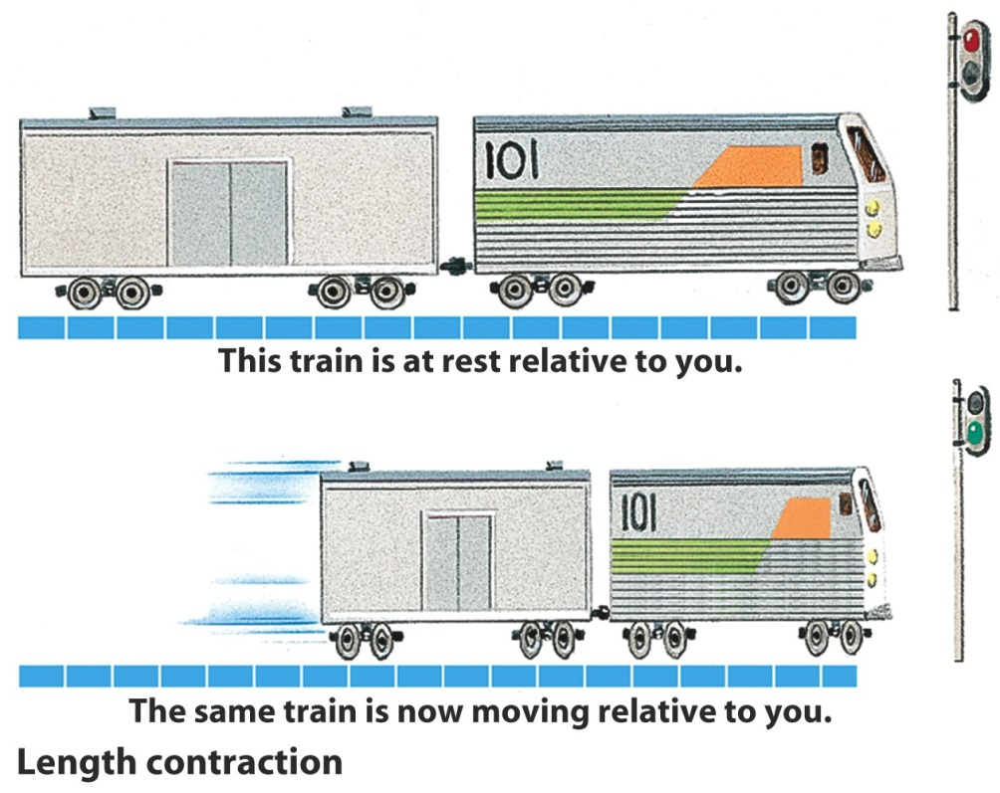 101
This train is at rest relative to you.
101
The same train is now moving relative to you.
Length contraction